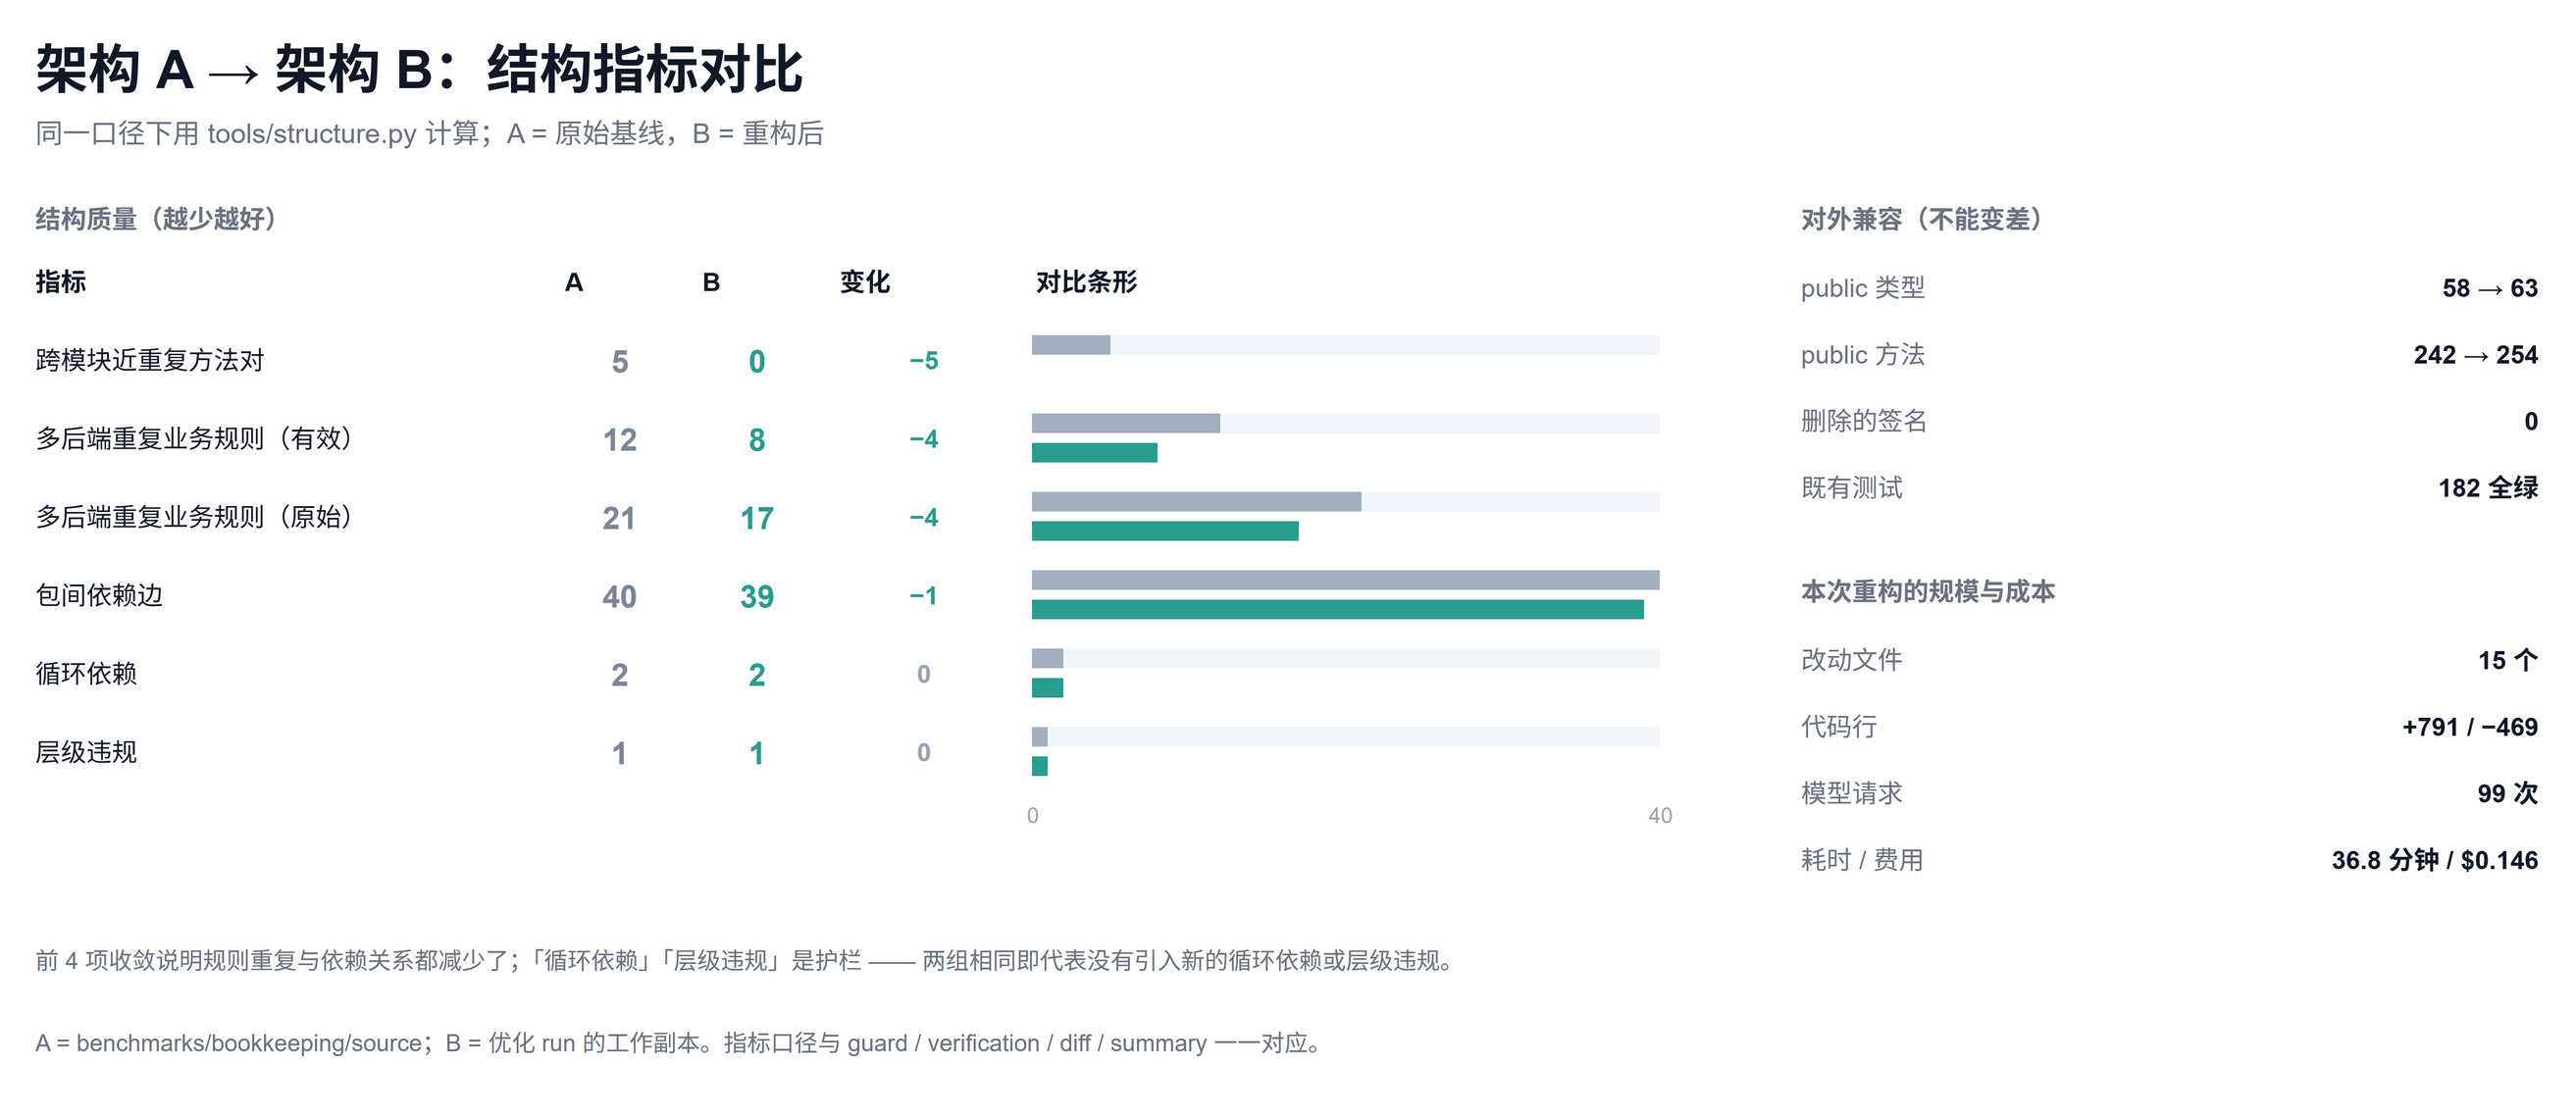 架构 A → 架构 B：结构指标对比
同一口径下用 tools/structure.py 计算；A = 原始基线，B = 重构后
结构质量（越少越好）
指标 A B 变化 对比条形
跨模块近重复方法对 5 0 −5
多后端重复业务规则（有效） 12 8 −4
多后端重复业务规则（原始） 21 17 −4
包间依赖边 40 39 −1
循环依赖 2 2 0
层级违规 1 1 0
0 40
对外兼容（不能变差）
public 类型 58 → 63
public 方法 242 → 254
删除的签名 0
既有测试 182 全绿
本次重构的规模与成本
改动文件 15 个
代码行 +791 / −469
模型请求 99 次
耗时 / 费用 36.8 分钟 / $0.146
前 4 项收敛说明规则重复与依赖关系都减少了；「循环依赖」「层级违规」是护栏 —— 两组相同即代表没有引入新的循环依赖或层级违规。
A = benchmarks/bookkeeping/source；B = 优化 run 的工作副本。指标口径与 guard / verification / diff / summary 一一对应。